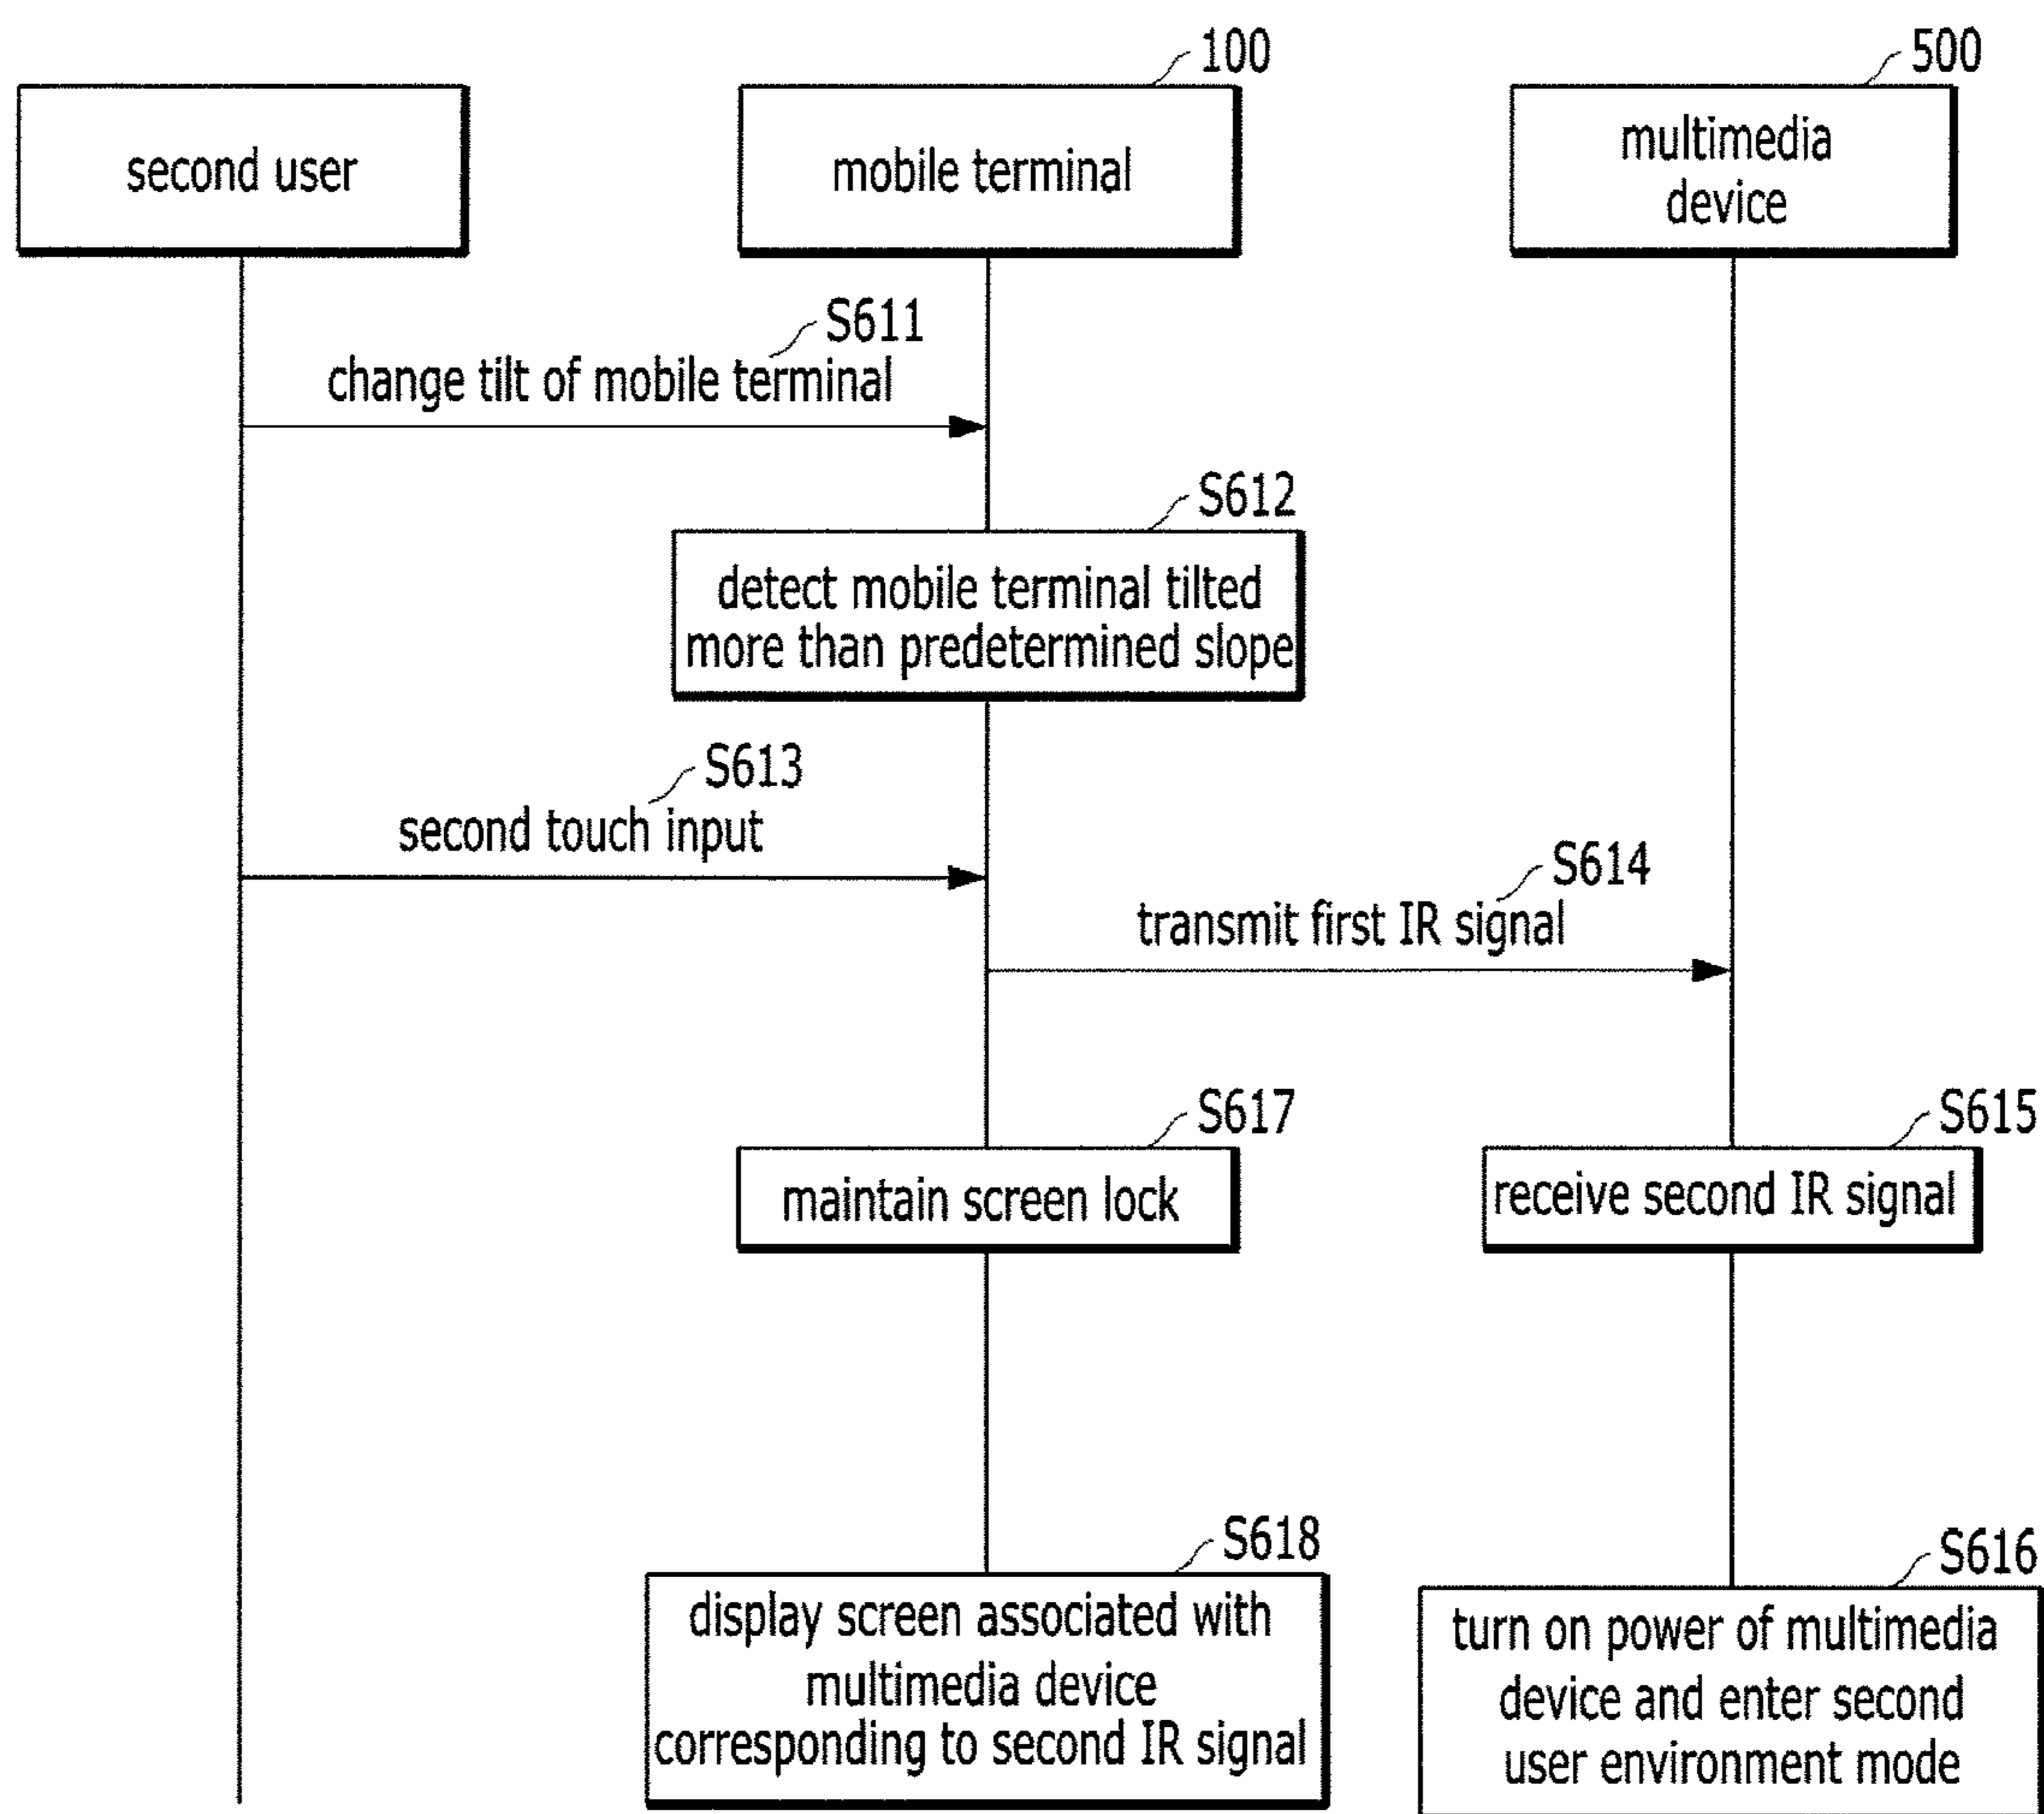 100
500
second user
mobile terminal
multimedia
device
S611
change tilt of mobile terminal
S612
detect mobile terminal tilted
more than predetermined slope
S613
second touch input
S614
transmit first IR signal
S617
maintain screen lock
S615
receive second IR signal
S618
display screen associated with
multimedia device
corresponding to second IR signal
S616
turn on power of multimedia
device and enter second
user environment mode